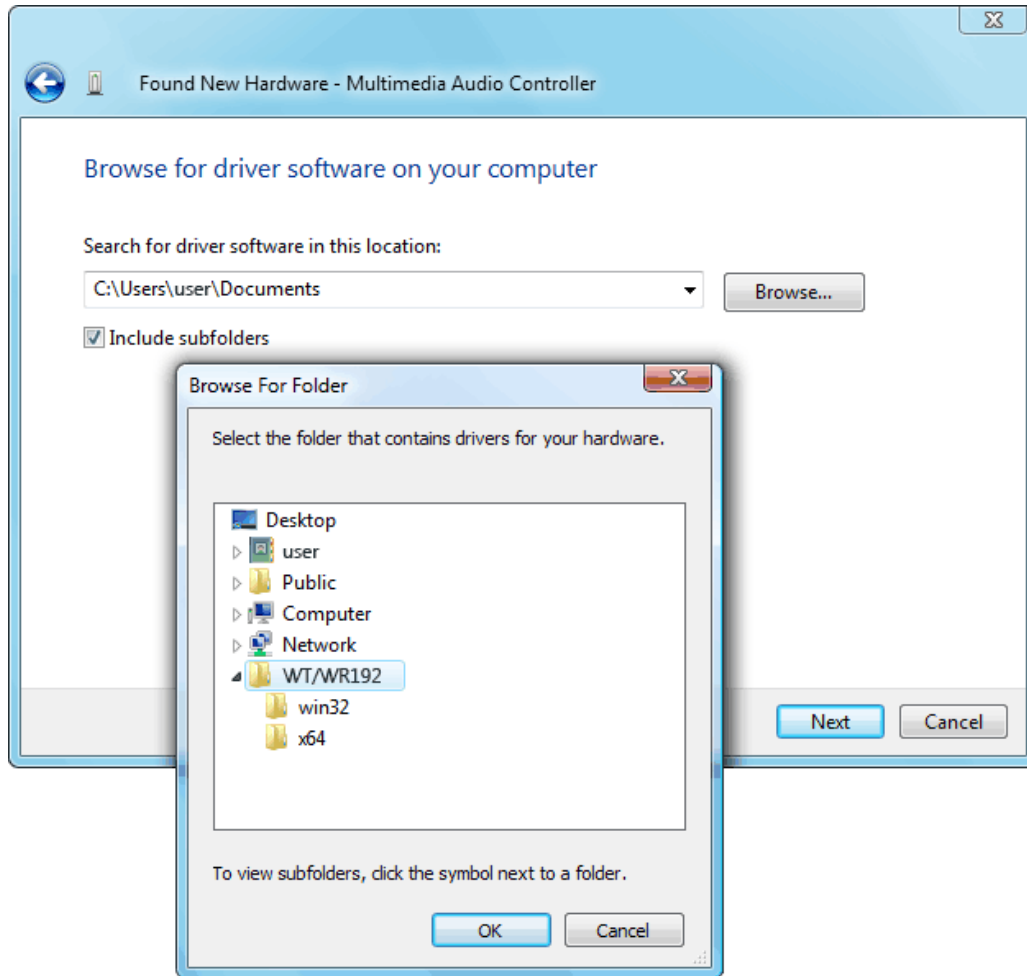 Found New Hardware - Multimedia Audio Controller
Browse for driver software on your computer
Search for driver software in this location:
C:\Users\user\Documents
Browse...
Include subfolders
Browse For Folder
Select the folder that contains drivers for your hardware.
Desktop
user
Public
Computer
Network
WT/WR192
win32
x64
Next
Cancel
To view subfolders, click the symbol next to a folder.
OK
Cancel